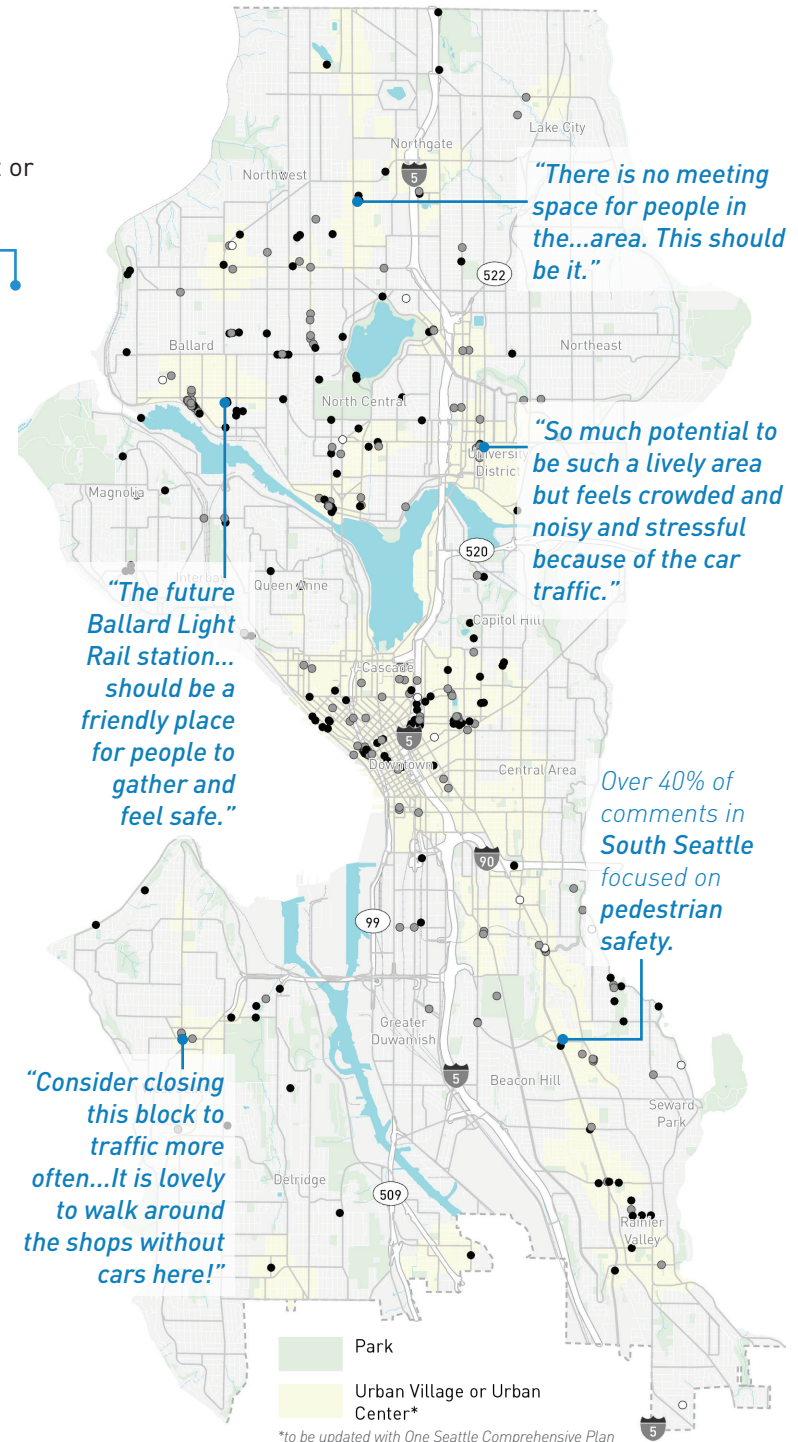 t or
Northgate
Lake City
5
Northwest
"There is no meeting
space for people in
the...area. This should
be it."
522
Ballard
Northeast
North Central
"So much potential to
be such a lively area
but feels crowded and
noisy and stressful
because of the car
traffic."
University
District
Magnolia
520
Interbay
Queen Anne
Capitol Hill
"The future
Ballard Light
Rail station...
should be a
friendly place
for people to
gather and
feel safe."
Cascade
5
Downtown
Central Area
Over 40% of
comments in
South Seattle
focused on
pedestrian
safety.
90
99
Greater
Duwamish
5
Beacon Hill
Seward
Park
"Consider closing
this block to
traffic more
often...It is lovely
to walk around
the shops without
cars here!"
Delridge
509
Rainier
Valley
Park
Urban Village or Urban
Center*
*to be updated with One Seattle Comprehensive Plan
5